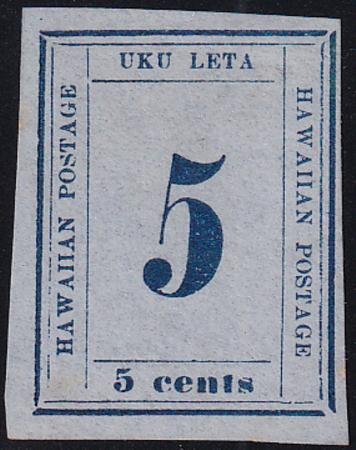 UKU LETA
HAWAIIAN POSTAGE
5
HAWAIIAN POSTAGE
5 cents